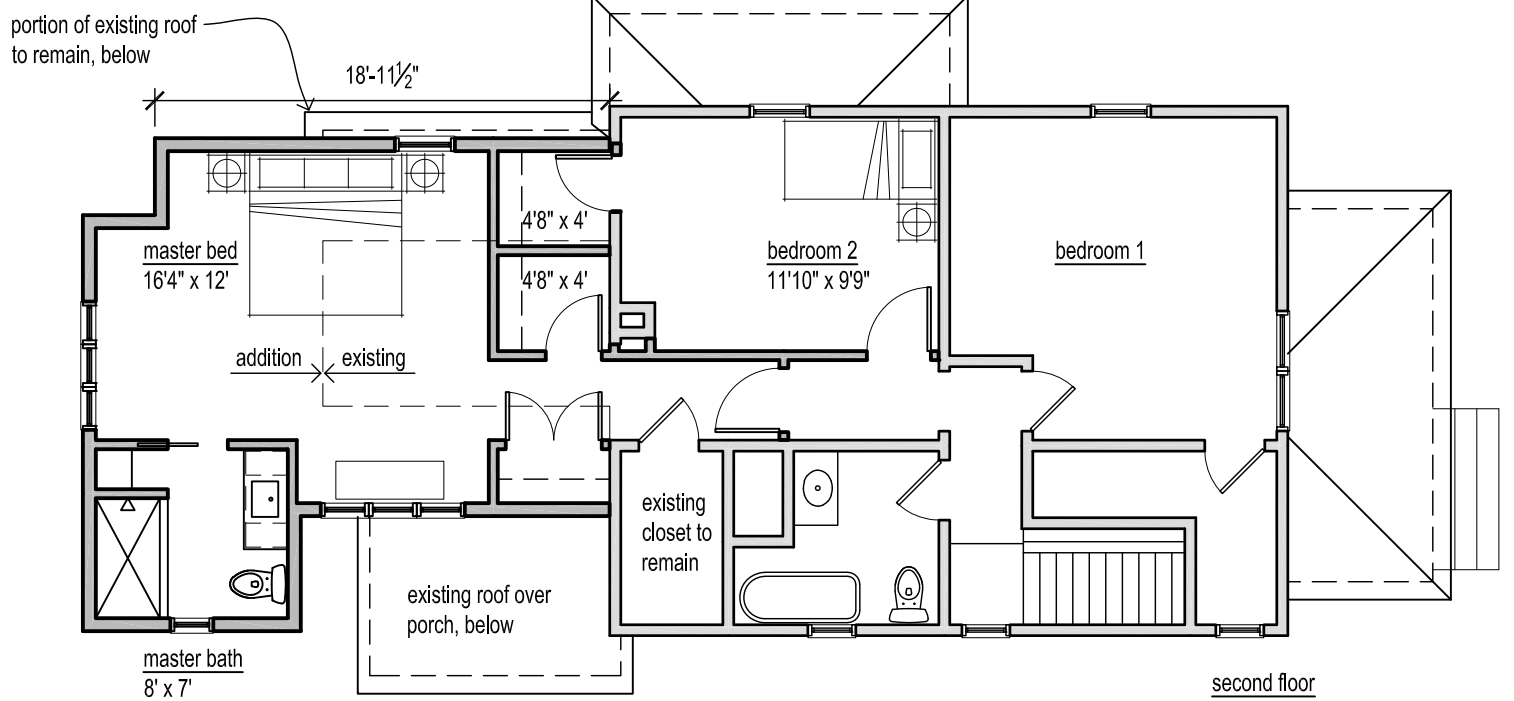 portion of existing roof
to remain, below
18'-11½"
4'8" x 4'
master bed
16'4" x 12'
bedroom 2
11'10" x 9'9"
bedroom 1
4'8" x 4'
addition
existing
existing
closet to
remain
existing roof over
porch, below
master bath
8' x 7'
second floor